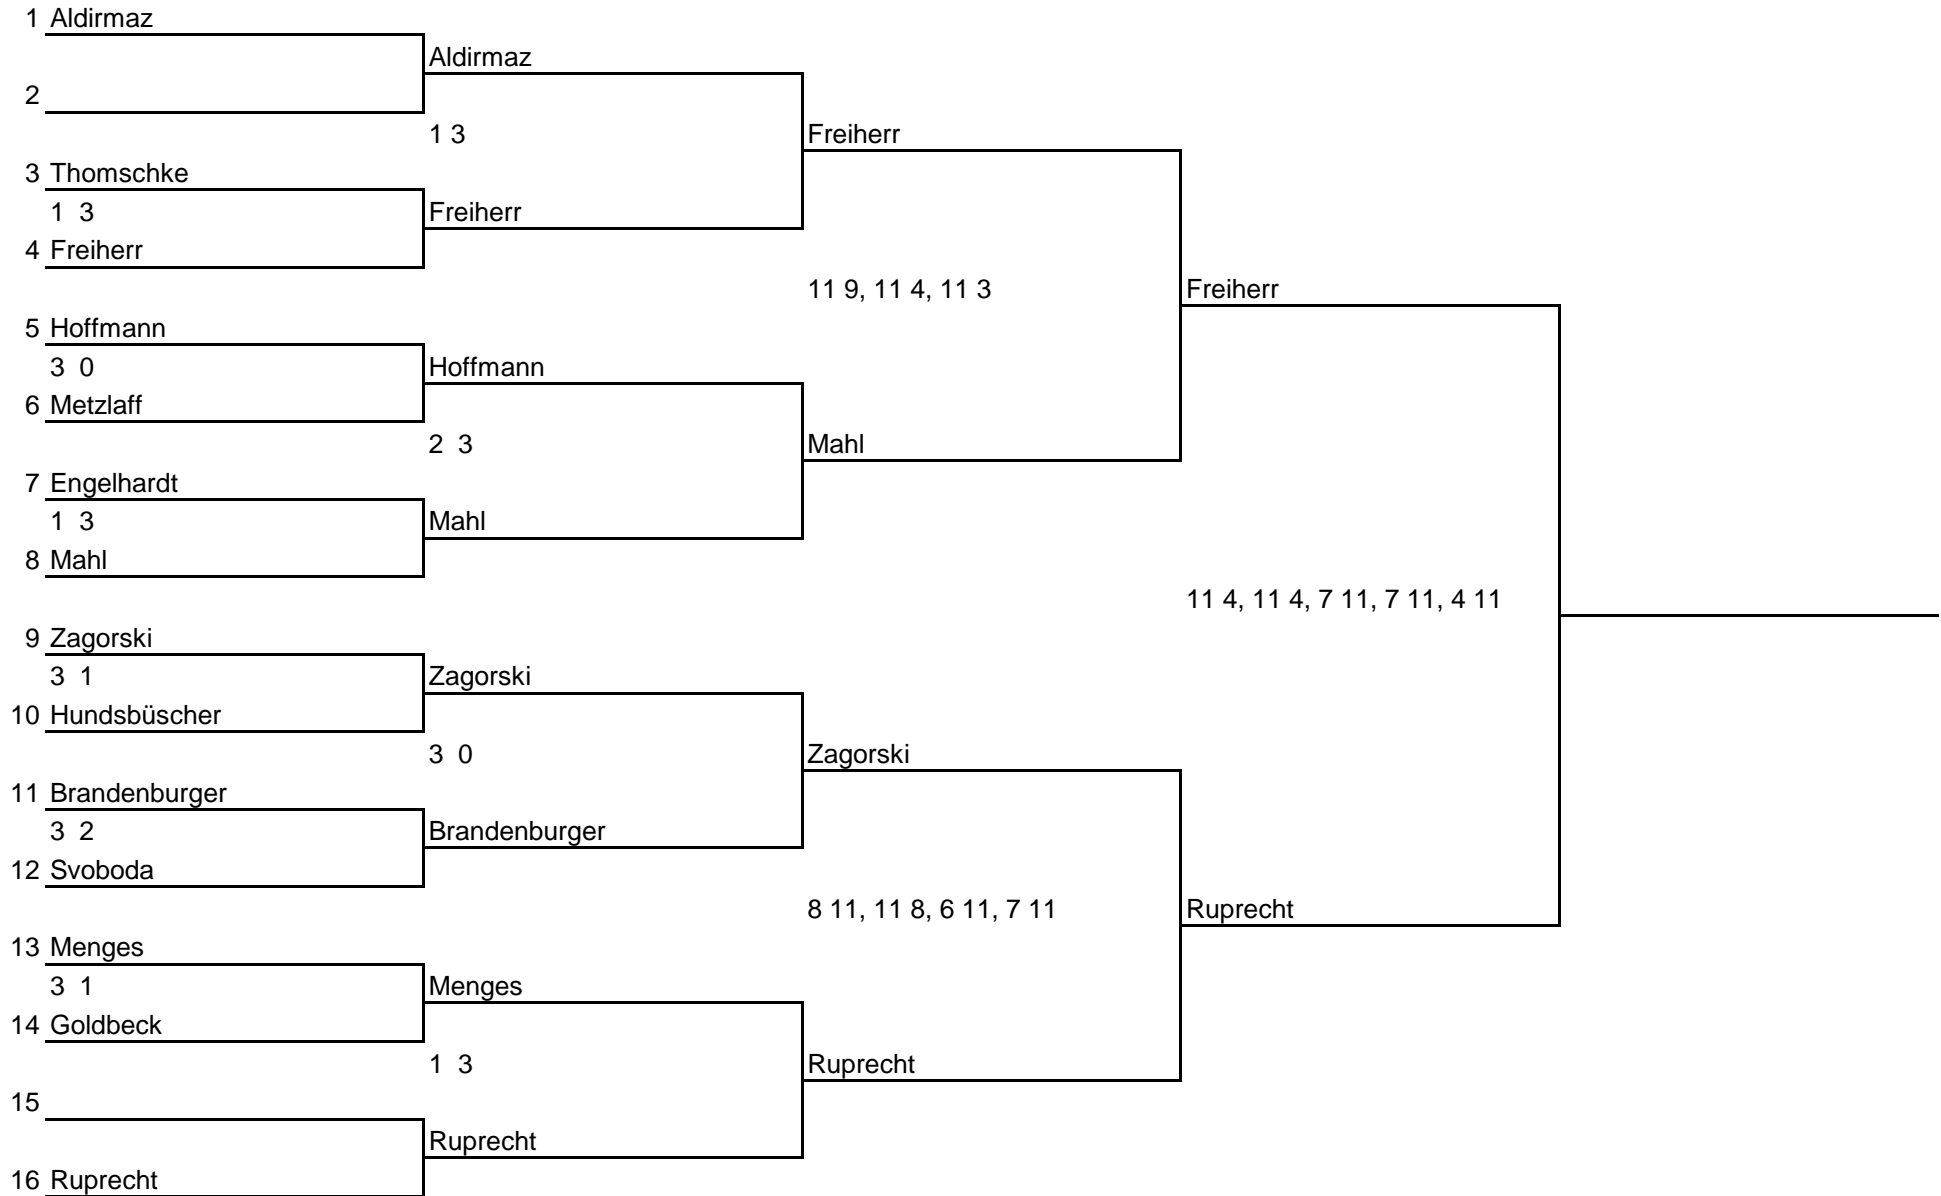 1 Aldirmaz
Aldirmaz
2
1 3
Freiherr
3 Thomschke
1 3
Freiherr
4 Freiherr
11 9, 11 4, 11 3
Freiherr
5 Hoffmann
3 0
Hoffmann
6 Metzlaff
2 3
Mahl
7 Engelhardt
1 3
Mahl
8 Mahl
11 4, 11 4, 7 11, 7 11, 4 11
9 Zagorski
3 1
Zagorski
10 Hundsbüscher
3 0
Zagorski
11 Brandenburger
3 2
Brandenburger
12 Svoboda
8 11, 11 8, 6 11, 7 11
Ruprecht
13 Menges
3 1
Menges
14 Goldbeck
1 3
Ruprecht
15
Ruprecht
16 Ruprecht